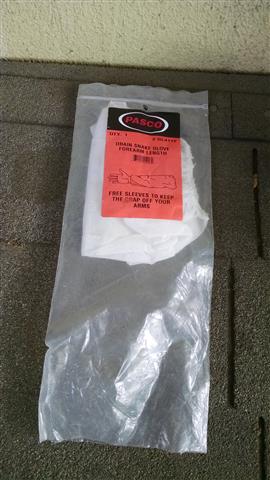 PASCO
QTY. 1
DRAIN SNAKE GLOVE
FOREARM LENGTH
FREE SLEEVES TO KEEP
THE CRAP OFF YOUR
ARMS